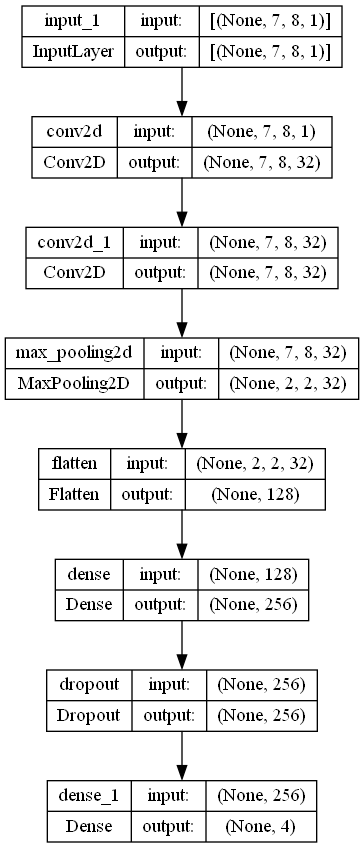 input_1 input: [(None, 7, 8, 1)]
InputLayer output: [(None, 7, 8, 1)]
conv2d input: (None, 7, 8, 1)
Conv2D output: (None, 7, 8, 32)
conv2d_1 input: (None, 7, 8, 32)
Conv2D output: (None, 7, 8, 32)
max_pooling2d input: (None, 7, 8, 32)
MaxPooling2D output: (None, 2, 2, 32)
flatten input: (None, 2, 2, 32)
Flatten output: (None, 128)
dense input: (None, 128)
Dense output: (None, 256)
dropout input: (None, 256)
Dropout output: (None, 256)
dense_1 input: (None, 256)
Dense output: (None, 4)